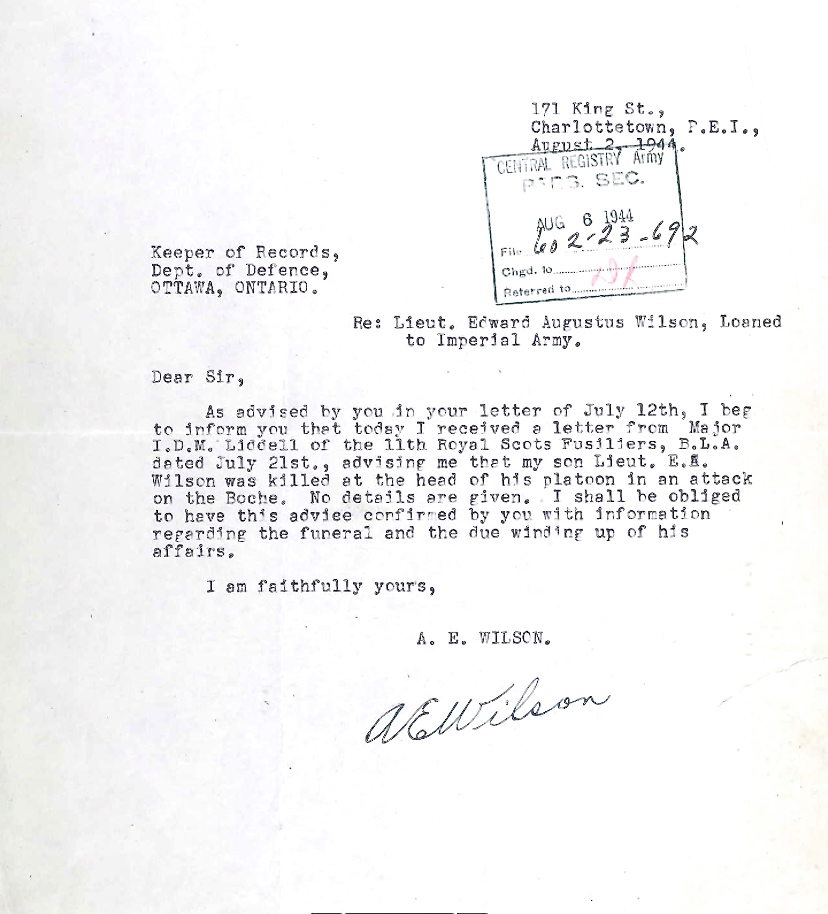 171 King St.,
Charlottetown, P.E.I.,
August 2, 1944.
CENTRAL REGISTRY Army
SEC.
AUG 6 1944
File 602-23-692
Chgd. to
Referred to
Keeper of Records,
Dept. of Defence,
OTTAWA, ONTARIO.
Re: Lieut. Edward Augustus Wilson, Loaned
to Imperial Army.
Dear Sir,
As advised by you in your letter of July 12th, I beg
to inform you that today I received a letter from Major
I.D.M. Liddell of the 11th Royal Scots Fusiliers, B.L.A.
dated July 21st., advising me that my son Lieut. E.A.
Wilson was killed at the head of his platoon in an attack
on the Boche. No details are given. I shall be obliged
to have this advice confirmed by you with information
regarding the funeral and the due winding up of his
affairs.
I am faithfully yours,
A. E. WILSON.
AEWilson